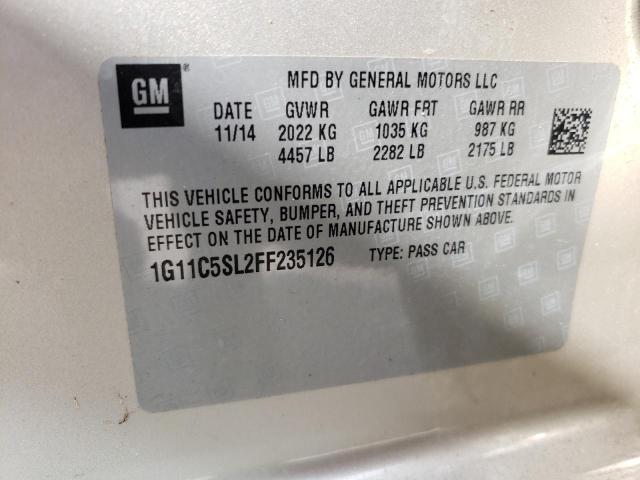 GM
MFD BY GENERAL MOTORS LLC
DATE GVWR GAWR FRT GAWR RR
11/14 2022 KG 1035 KG 987 KG
4457 LB 2282 LB 2175 LB
THIS VEHICLE CONFORMS TO ALL APPLICABLE U.S. FEDERAL MOTOR
VEHICLE SAFETY, BUMPER, AND THEFT PREVENTION STANDARDS IN
EFFECT ON THE DATE OF MANUFACTURE SHOWN ABOVE.
1G11C5SL2FF235126 TYPE: PASS CAR